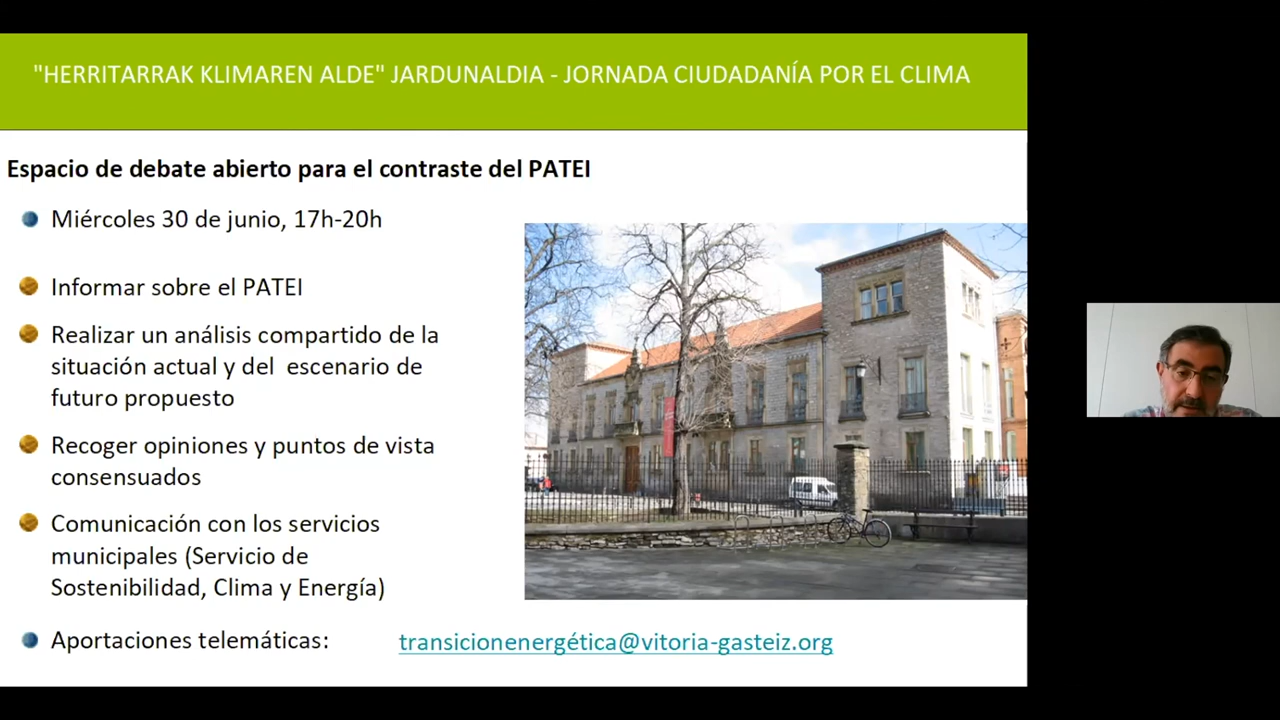 "HERRITARRAK KLIMAREN ALDE" JARDUNALDIA - JORNADA CIUDADANÍA POR EL CLIMA
Espacio de debate abierto para el contraste del PATEI
Miércoles 30 de junio, 17h-20h
Informar sobre el PATEI
Realizar un análisis compartido de la
situación actual y del escenario de
futuro propuesto
Recoger opiniones y puntos de vista
consensuados
Comunicación con los servicios
municipales (Servicio de
Sostenibilidad, Clima y Energía)
Aportaciones telemáticas: transicionenergética@vitoria-gasteiz.org